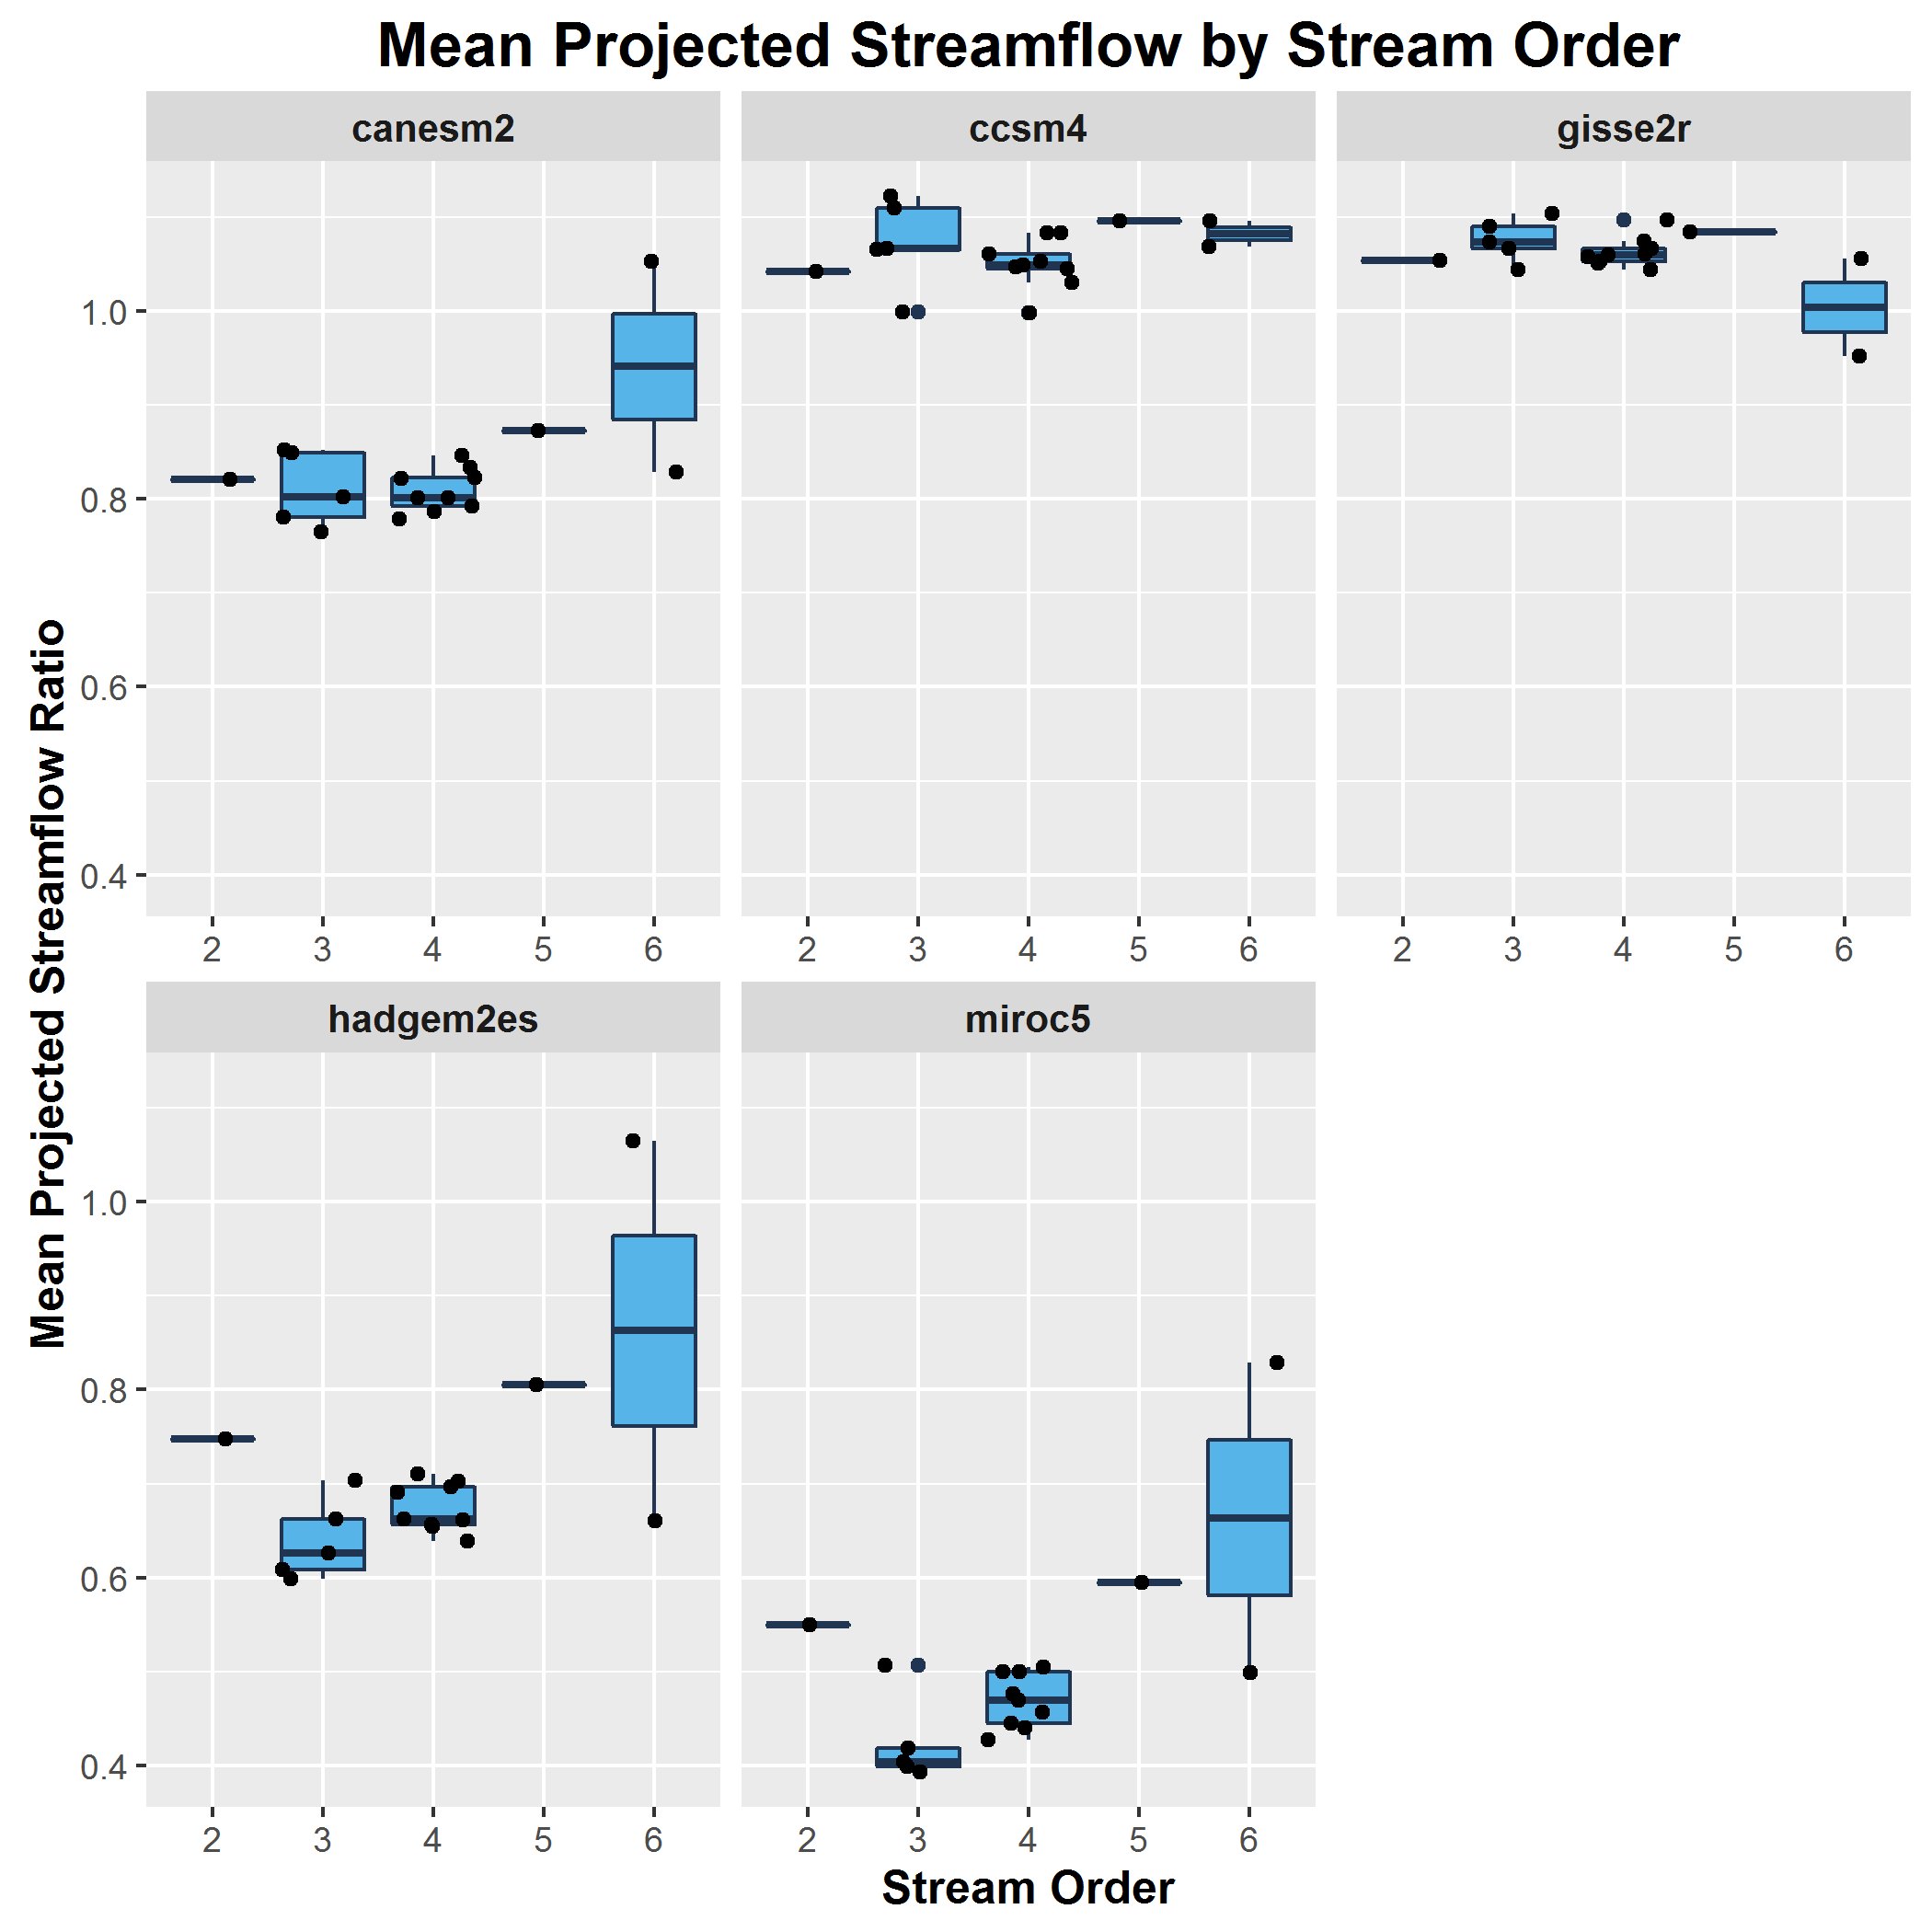 Mean Projected Streamflow by Stream Order
canesm2 ccsm4 gisse2r
1.0
0.8
0.6
0.4
2 3 4 5 6 2 3 4 5 6 2 3 4 5 6
Mean Projected Streamflow Ratio
hadgem2es miroc5
1.0
0.8
0.6
0.4
2 3 4 5 6 2 3 4 5 6
Stream Order